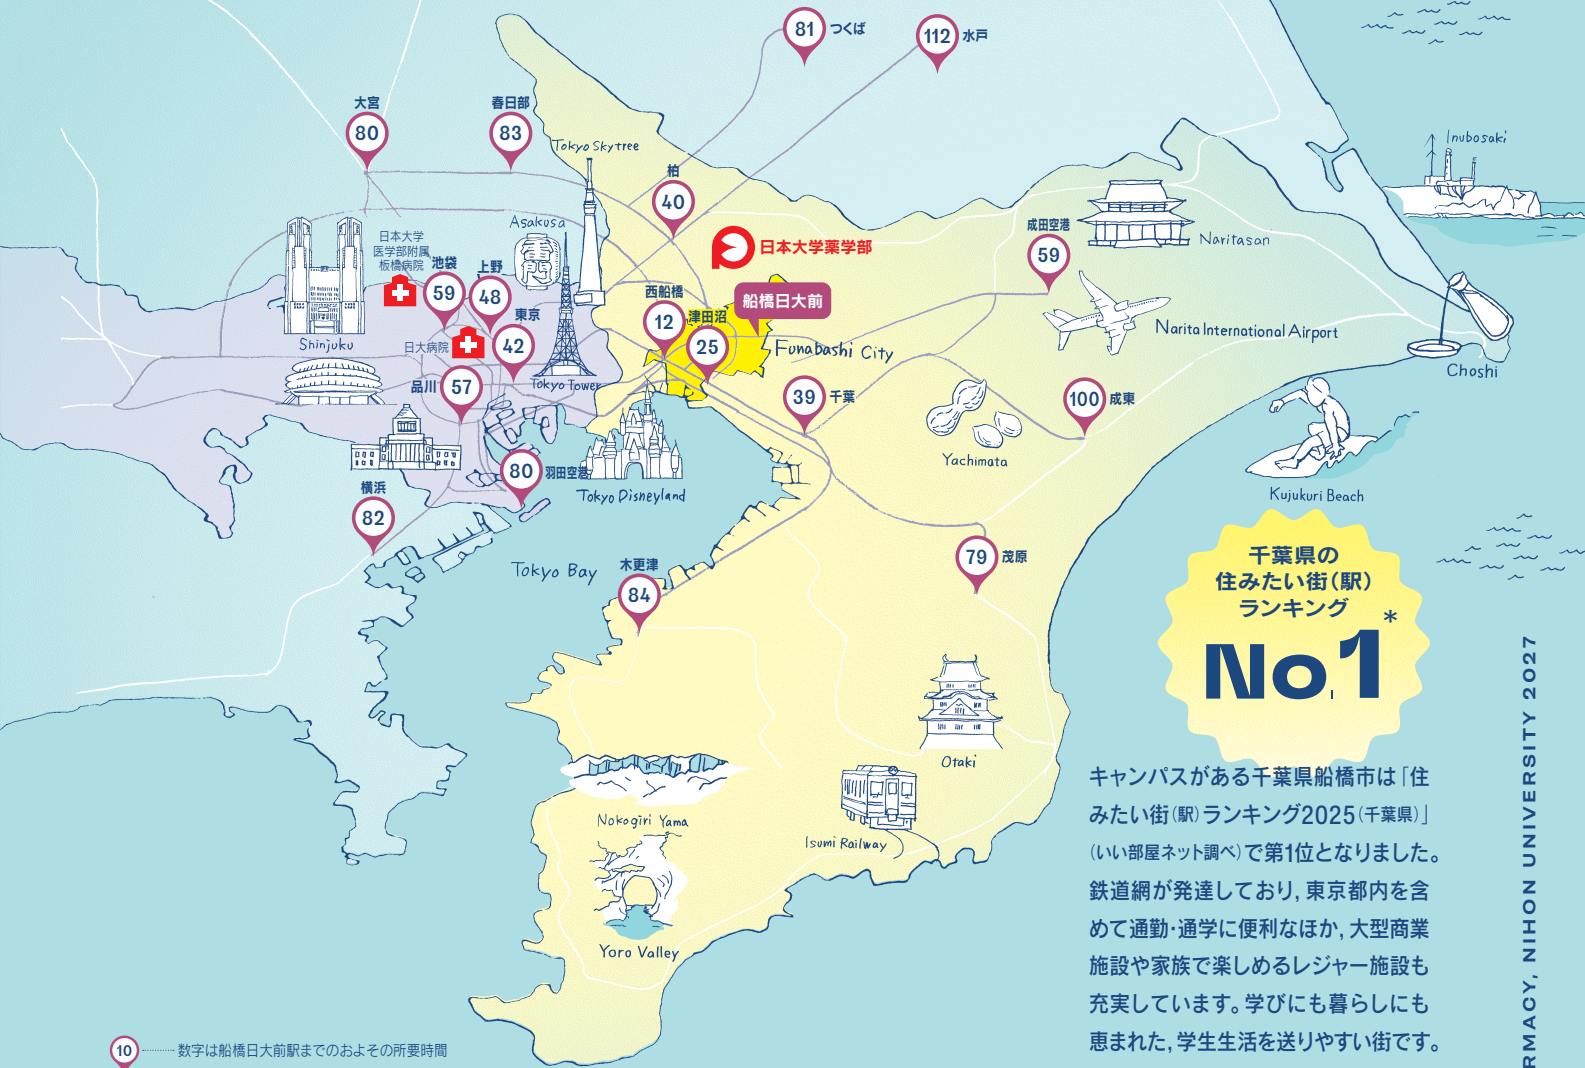 81 つくば
112 水戸
大宮
80
春日部
83
Tokyo Skytree
柏
40
Inubosaki
Asakusa
日本大学
医学部附属
板橋病院
池袋
59
上野
48
日本大学薬学部
成田空港
59
Naritasan
西船橋
12
津田沼
25
船橋日大前
東京
42
Shinjuku
日大病院
品川 57
Tokyo Tower
Funabashi City
Narita International Airport
Choshi
39 千葉
100 成東
Yachimata
80 羽田空港
Tokyo Disneyland
Kujukuri Beach
横浜
82
Tokyo Bay
木更津
84
79 茂原
千葉県の
住みたい街(駅)
ランキング
No.1*
Otaki
Nokogiri Yama
Isumi Railway
Yoro Valley
キャンパスがある千葉県船橋市は「住
みたい街(駅)ランキング2025(千葉県)」
(いい部屋ネット調べ)で第1位となりました。
鉄道網が発達しており, 東京都内を含
めて通勤・通学に便利なほか, 大型商業
施設や家族で楽しめるレジャー施設も
充実しています。学びにも暮らしにも
恵まれた, 学生生活を送りやすい街です。
10 数字は船橋日大前駅までのおよその所要時間
RMACY, NIHON UNIVERSITY 2027